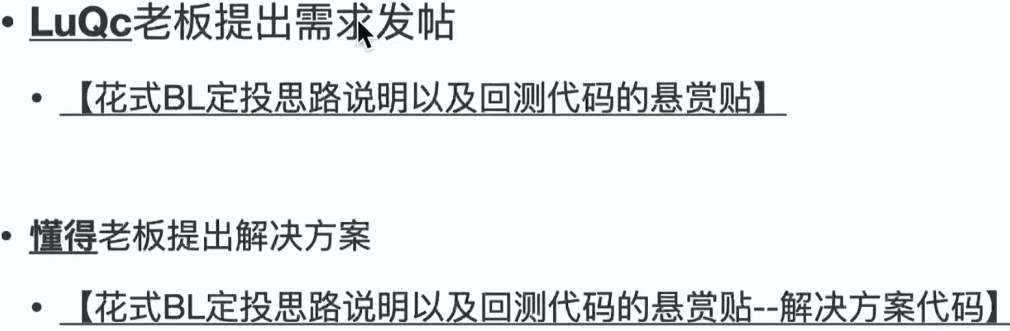 • LuQc老板提出需求发帖
• 【花式BL定投思路说明以及回测代码的悬赏贴】
• 懂得老板提出解决方案
• 【花式BL定投思路说明以及回测代码的悬赏贴--解决方案代码】